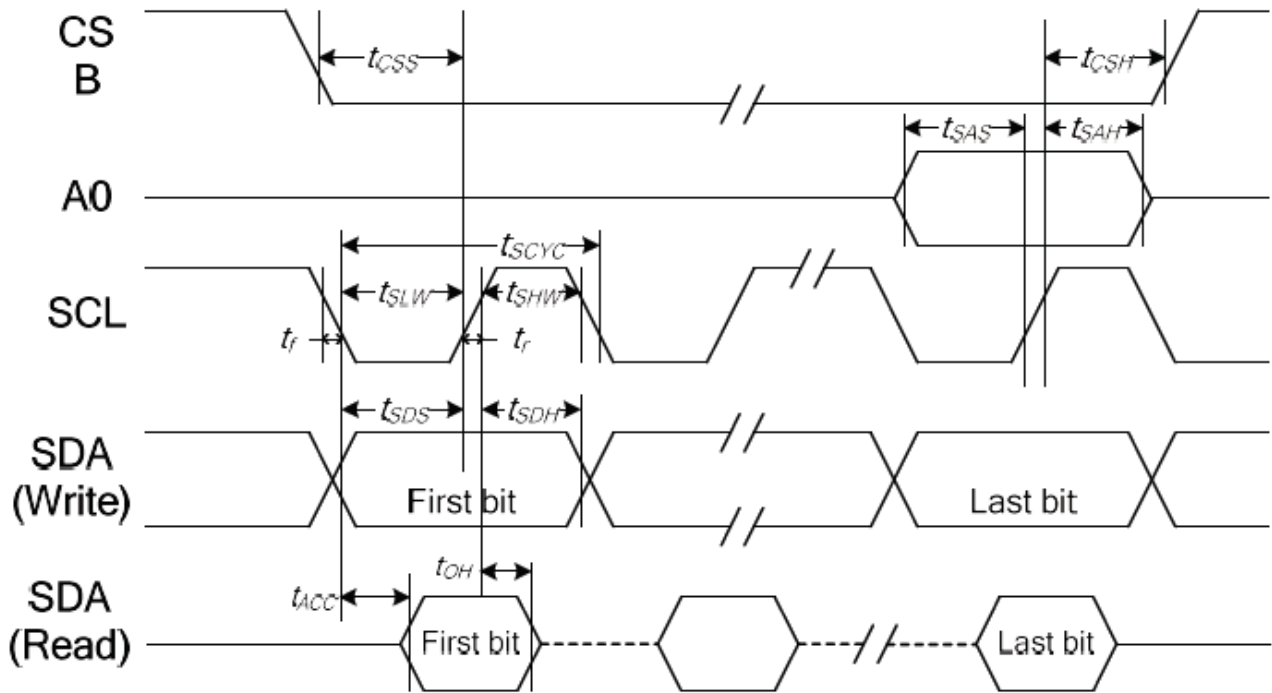 CS
B
tCSS
tCSH
tSAS
tSAH
A0
tSCYC
tSLW
tSHW
SCL
tf
tr
tSDS
tSDH
SDA
(Write)
First bit
Last bit
tOH
tACC
SDA
(Read)
First bit
Last bit